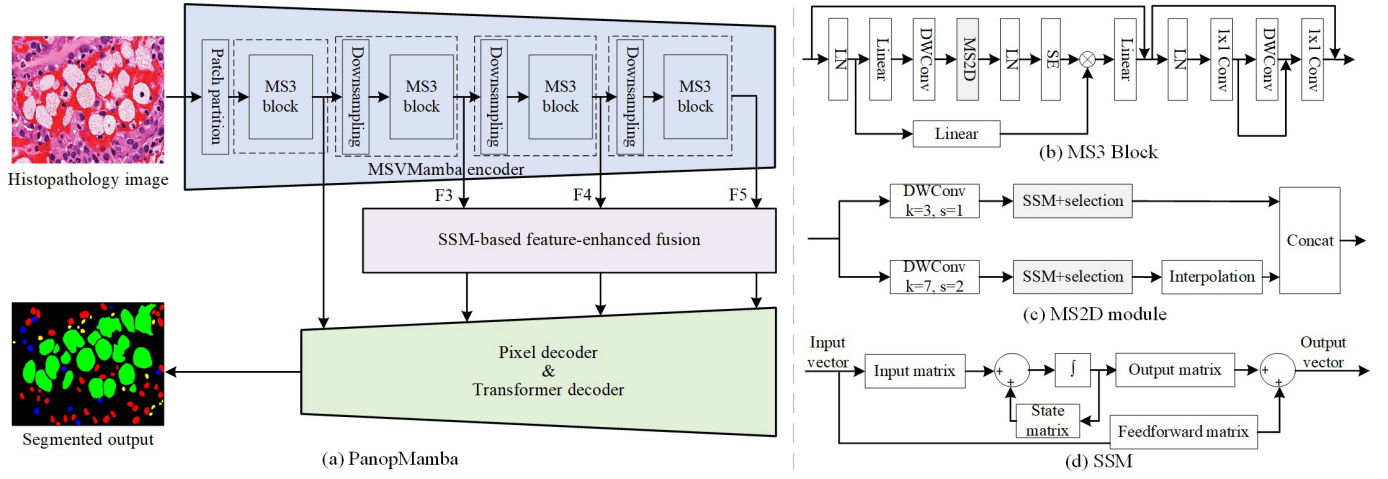 Histopathology image
Patch partition
MS3
block
Downsampling
MS3
block
Downsampling
MS3
block
Downsampling
MS3
block
MSVMamba encoder
F3
F4
F5
SSM-based feature-enhanced fusion
Pixel decoder
&
Transformer decoder
Segmented output
(a) PanopMamba
LN
Linear
DWConv
MS2D
LN
SE
Linear
LN
1x1 Conv
DWConv
1x1 Conv
Linear
(b) MS3 Block
DWConv
k=3, s=1
SSM+selection
DWConv
k=7, s=2
SSM+selection
Interpolation
Concat
(c) MS2D module
Input
vector
Input matrix
+
+
∫
Output matrix
+
+
Output
vector
State
matrix
Feedforward matrix
(d) SSM